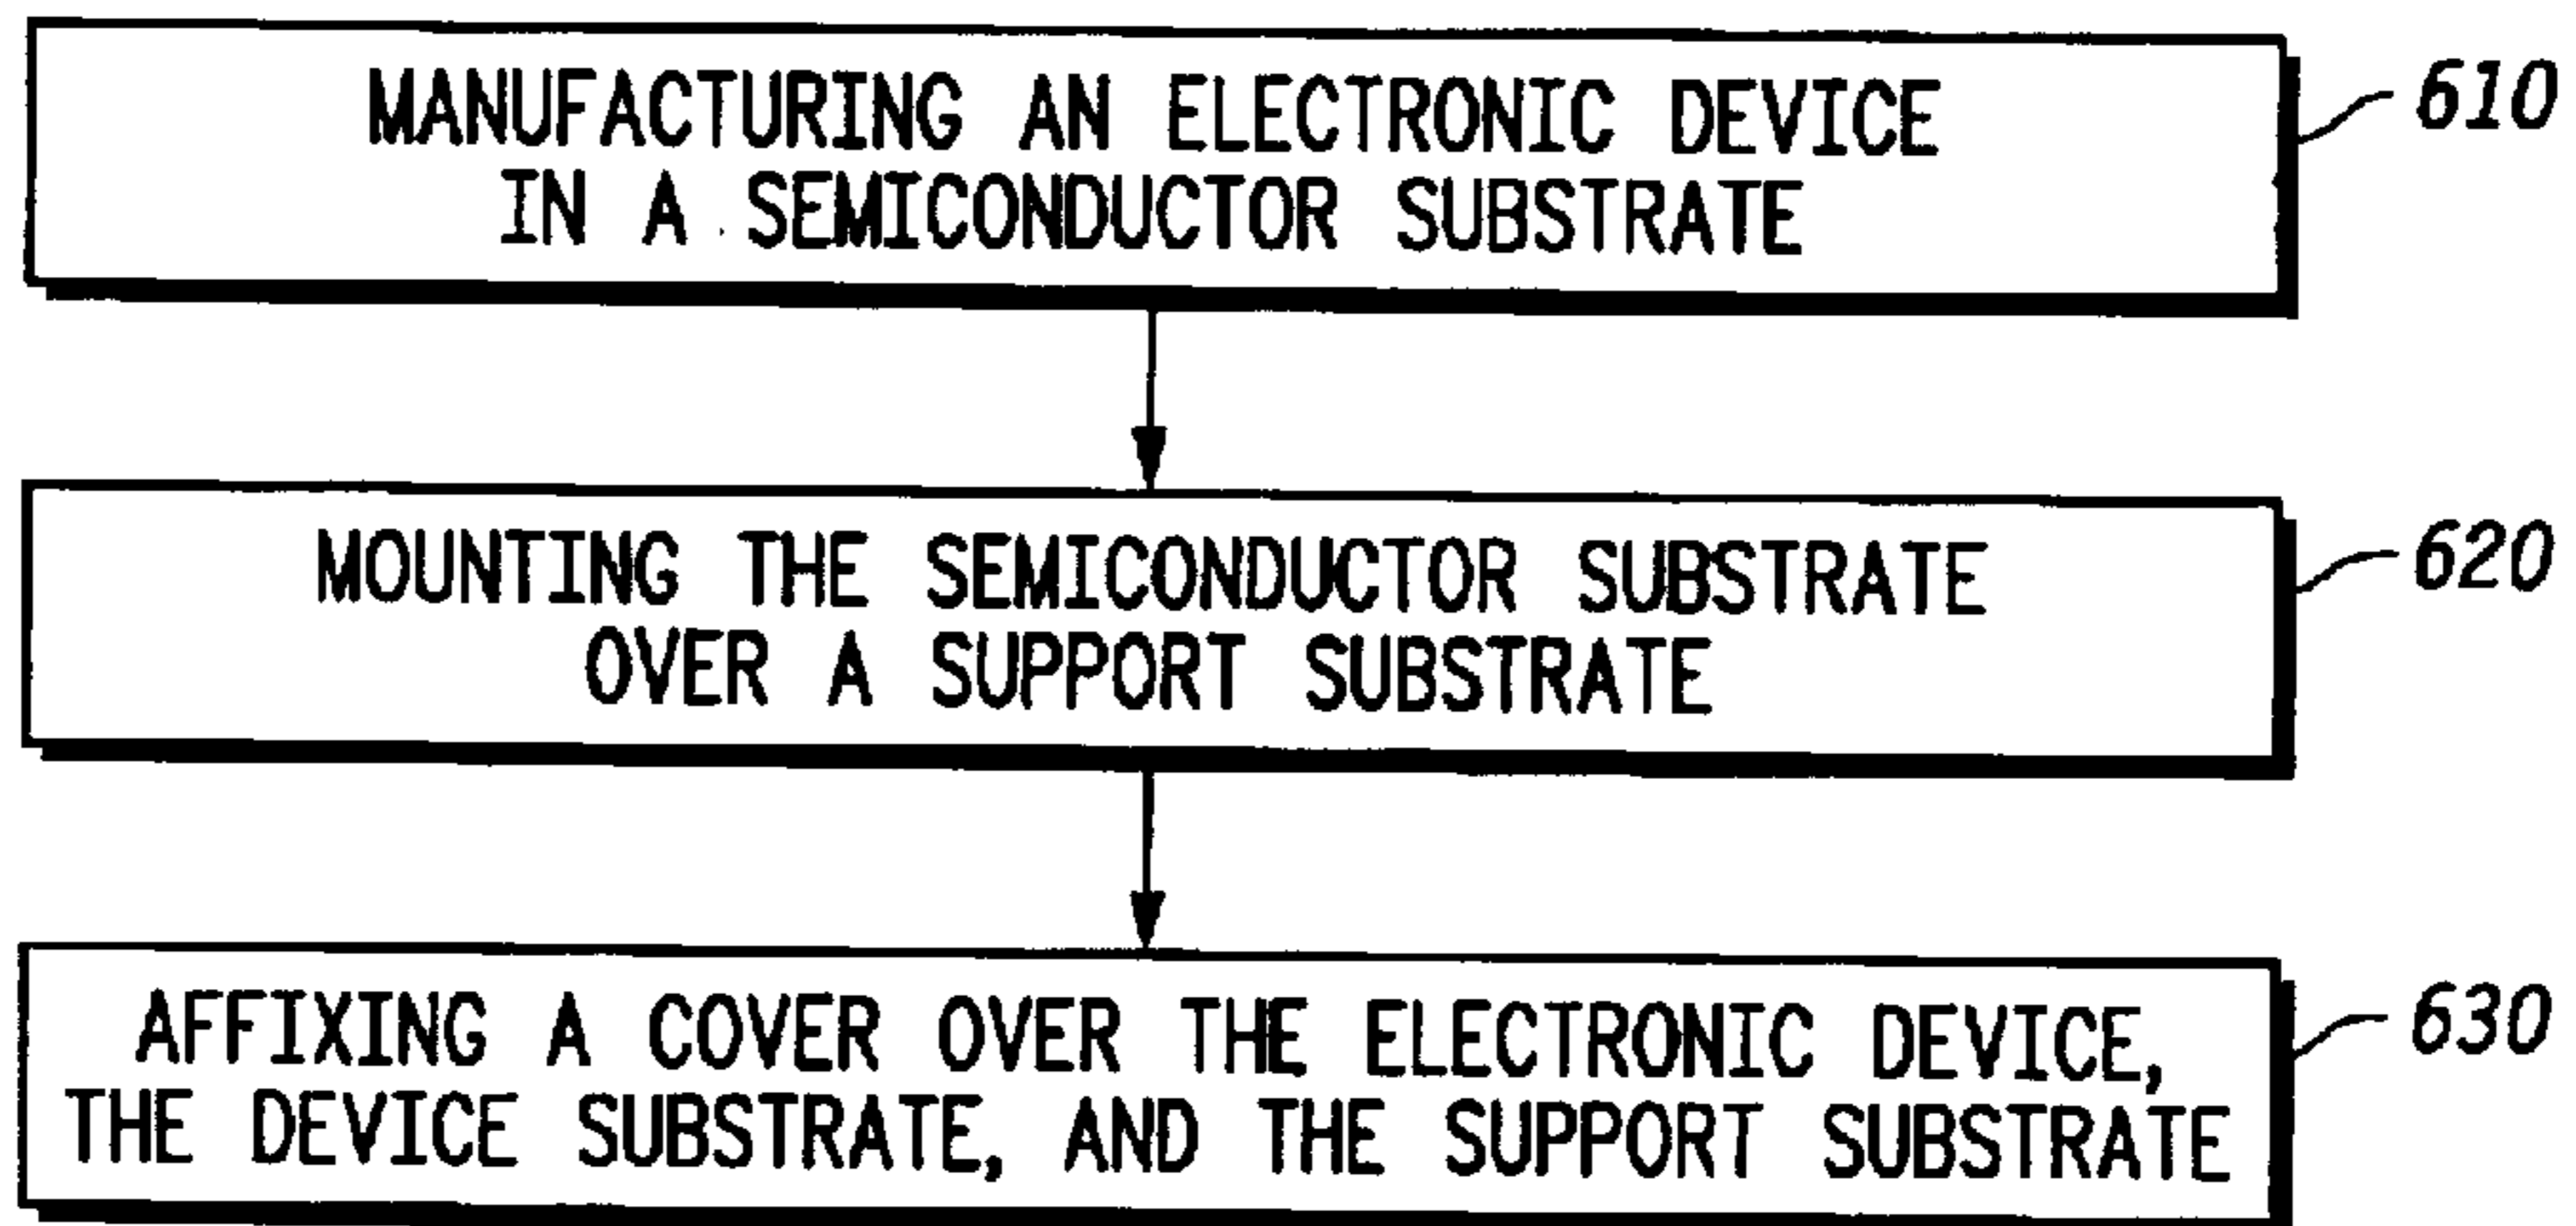 MANUFACTURING AN ELECTRONIC DEVICE
IN A SEMICONDUCTOR SUBSTRATE
610
MOUNTING THE SEMICONDUCTOR SUBSTRATE
OVER A SUPPORT SUBSTRATE
620
AFFIXING A COVER OVER THE ELECTRONIC DEVICE,
THE DEVICE SUBSTRATE, AND THE SUPPORT SUBSTRATE
630